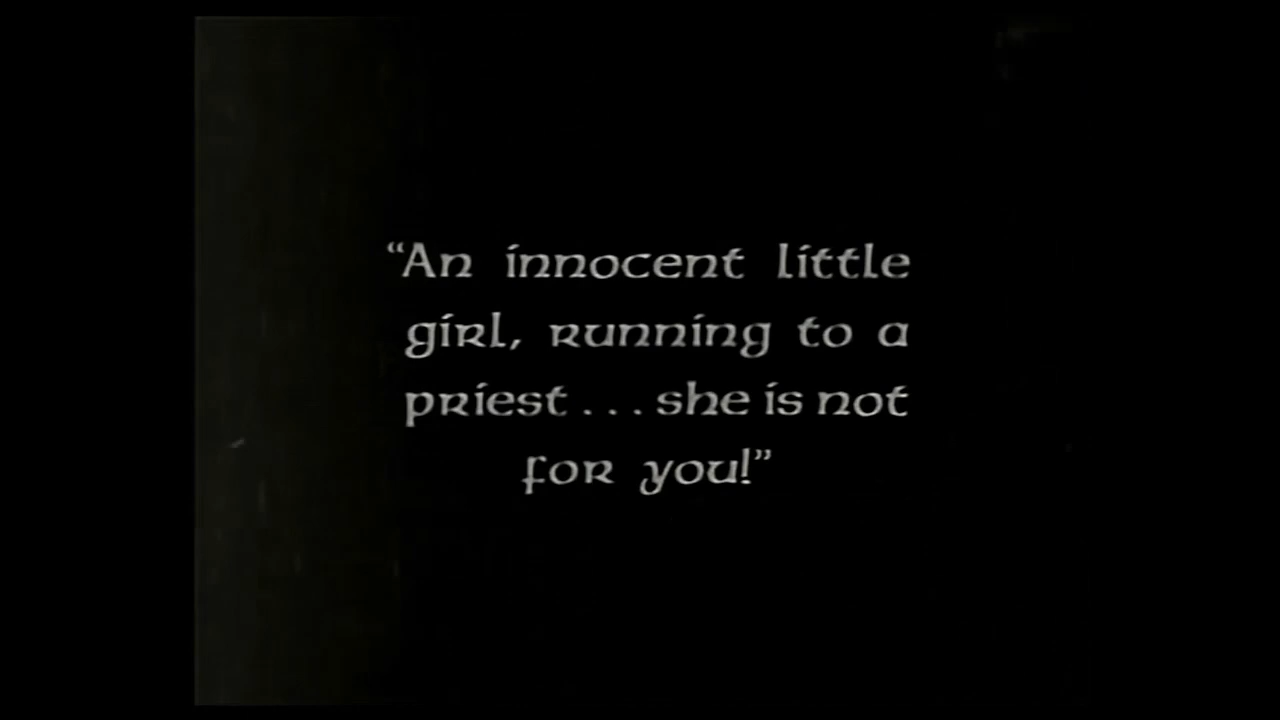 “An innocent little
girl, running to a
priest...she is not
for you!”